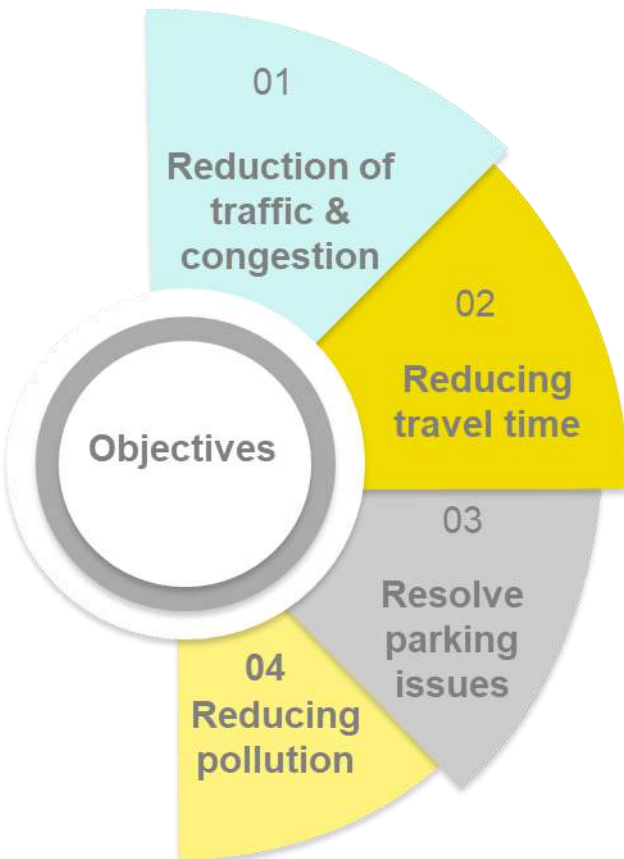 01
Reduction of
traffic &
congestion
02
Reducing
travel time
Objectives
03
Resolve
parking
issues
04
Reducing
pollution